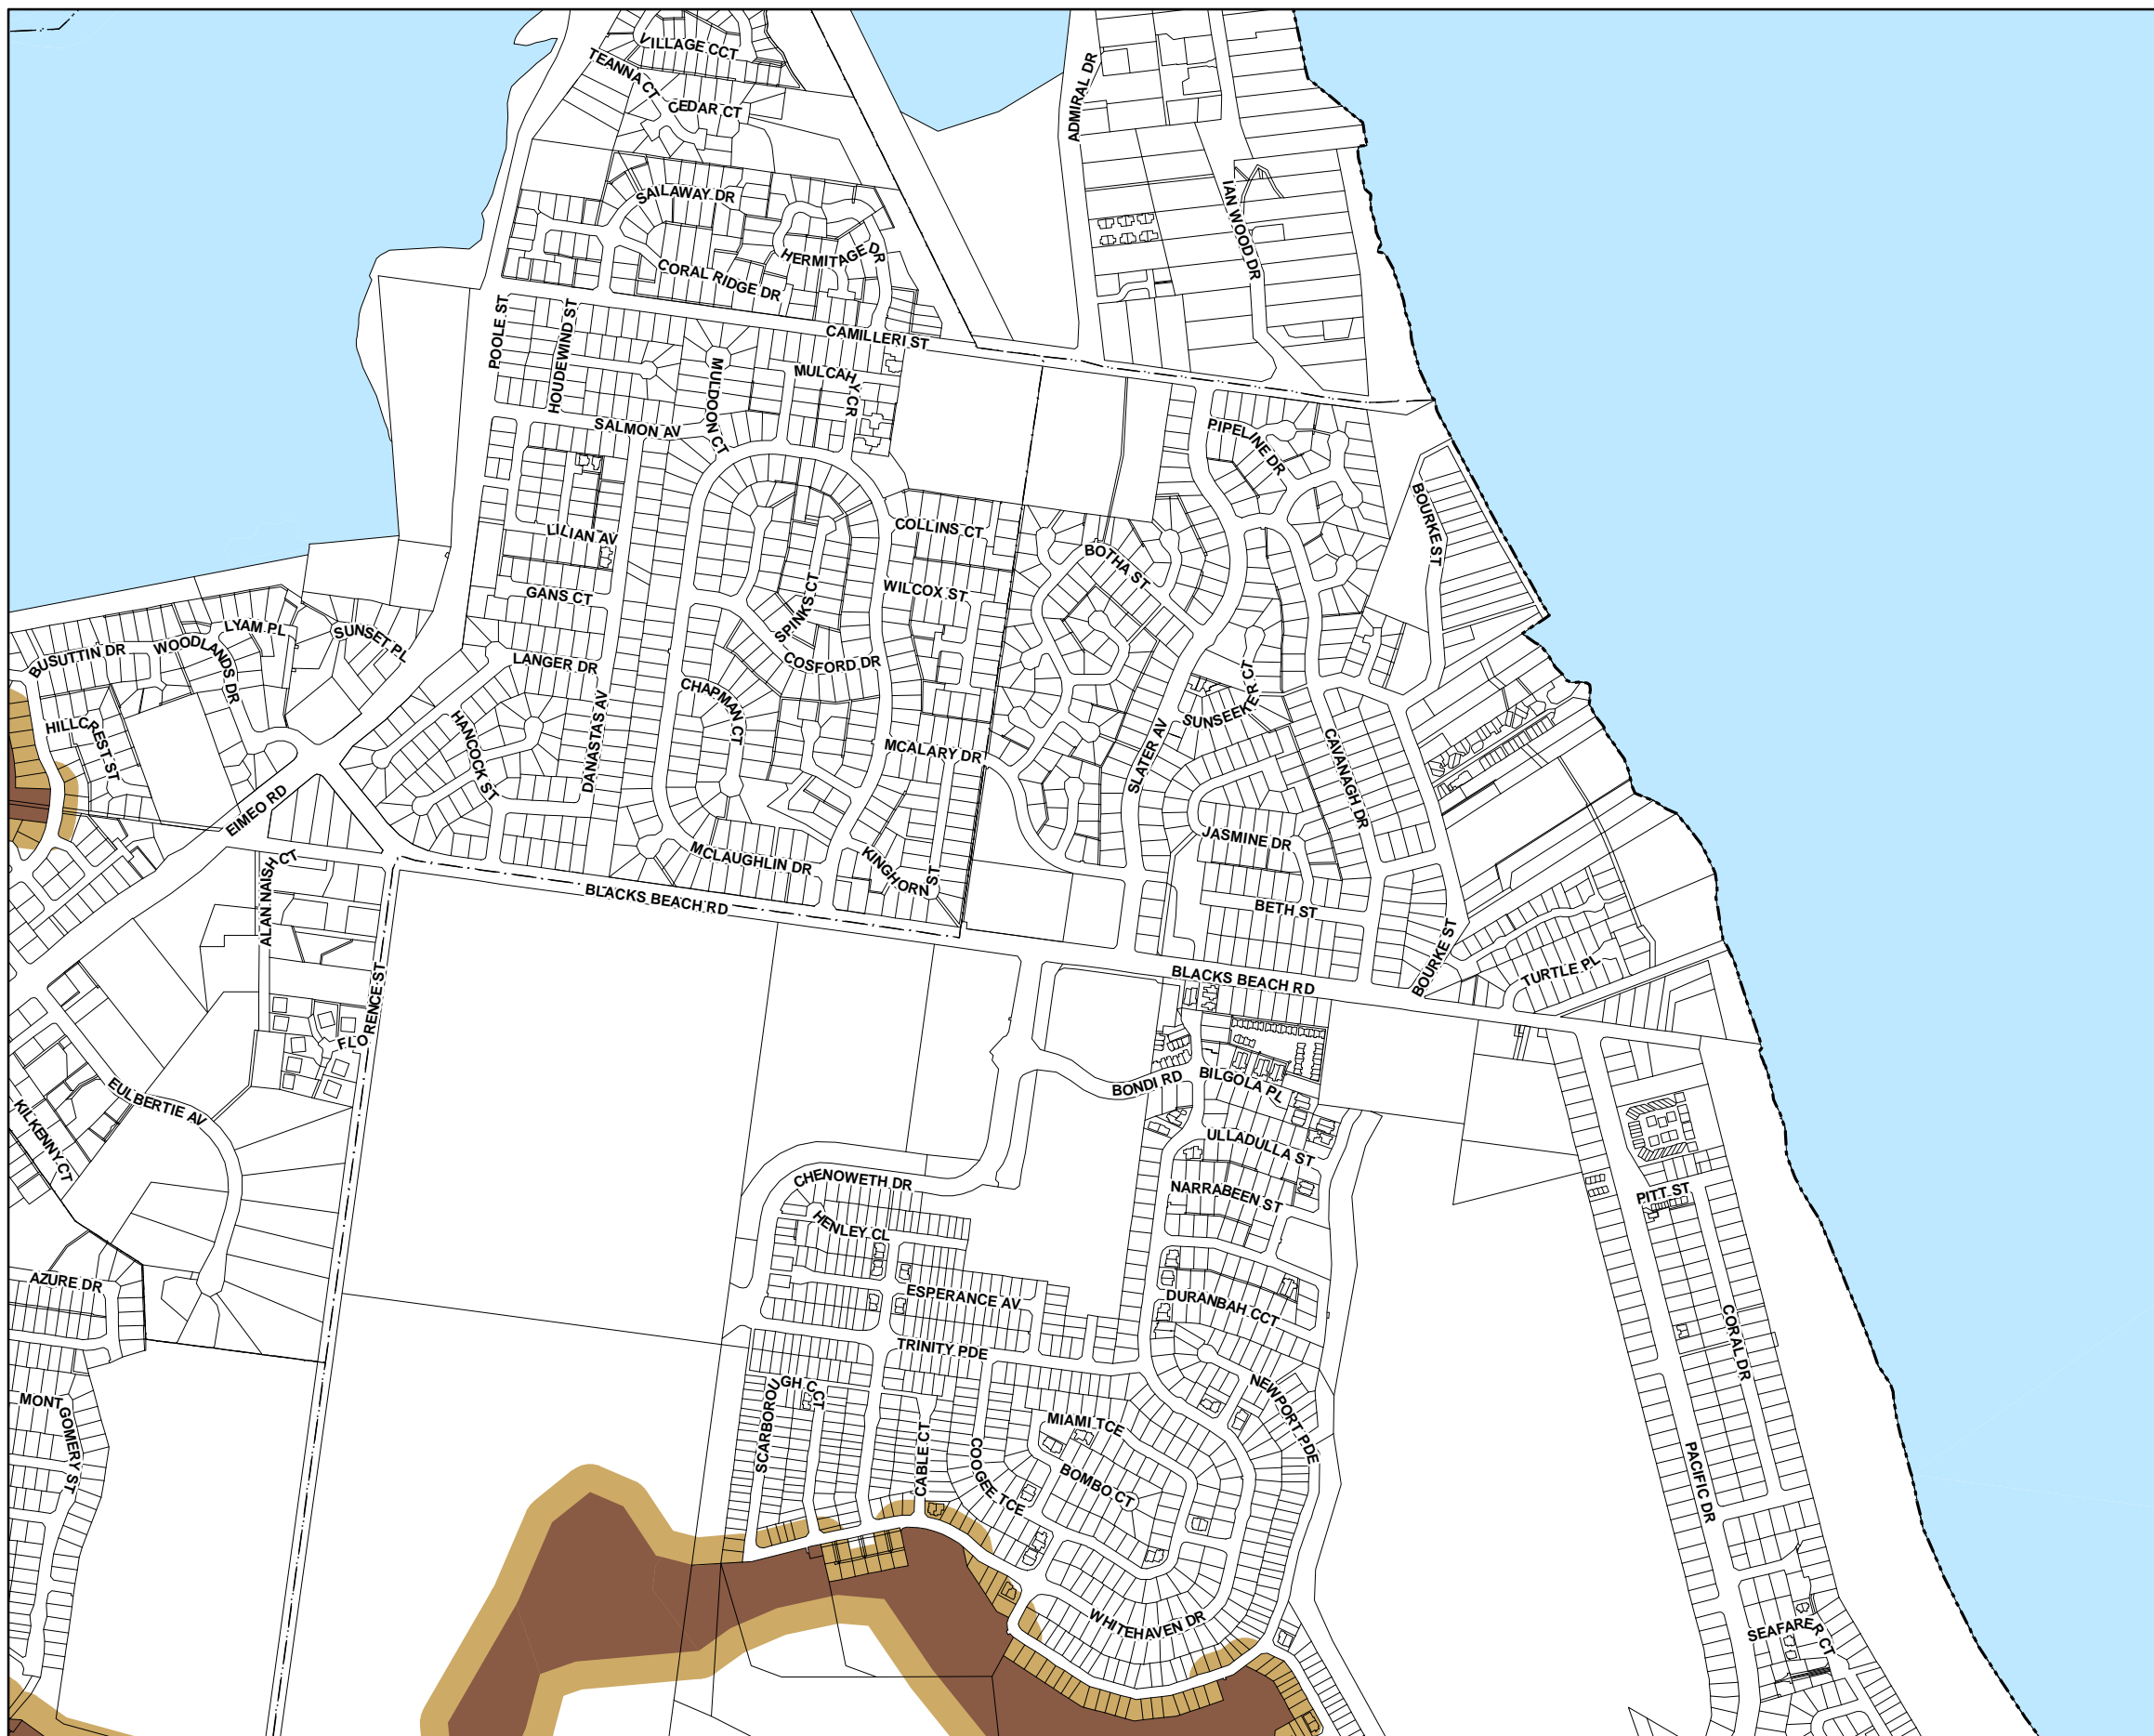 VILLAGE CCT
TEANNA CT
CEDAR CT
ADMIRAL DR
SAILAWAY DR
IAN WOOD DR
HERMITAGE DR
CORAL RIDGE DR
POOLE ST
HOUDEWIND ST
CAMILLERI ST
MULDOON CT
MULCAHY CR
SALMON AV
PIPELINE DR
BOURKE ST
COLLINS CT
LILIAN AV
BOTHA ST
GANS CT
SPINKS CT
WILCOX ST
LYAM PL
SUNSET PL
BUSUTTIN DR
WOODLANDS DR
LANGER DR
COSFORD DR
CHAPMAN CT
SUNSEEKER CT
HILLCREST ST
HANCOCK ST
DANASTAS AV
MCALARY DR
SLATER AV
CAVANAGH DR
EIMEO RD
JASMINE DR
MCLAUGHLIN DR
KINGHORN ST
ALAN NAISH CT
BLACKS BEACH RD
BETH ST
BOURKE ST
TURTLE PL
BLACKS BEACH RD
FLORENCE ST
EULBERTIE AV
BONDI RD
BILGOLA PL
KILKENNY CT
ULLADULLA ST
CHENOWETH DR
NARRABEEN ST
PITT ST
HENLEY CL
AZURE DR
ESPERANCE AV
DURANBAH CCT
CORAL DR
TRINITY PDE
SCARBOROUGH CCT
NEWPORT PDE
MONTGOMERY ST
MIAMI TCE
CABLE CT
COOGEE TCE
BOMBO CT
PACIFIC DR
WHITEHAVEN DR
SEAFARER CT